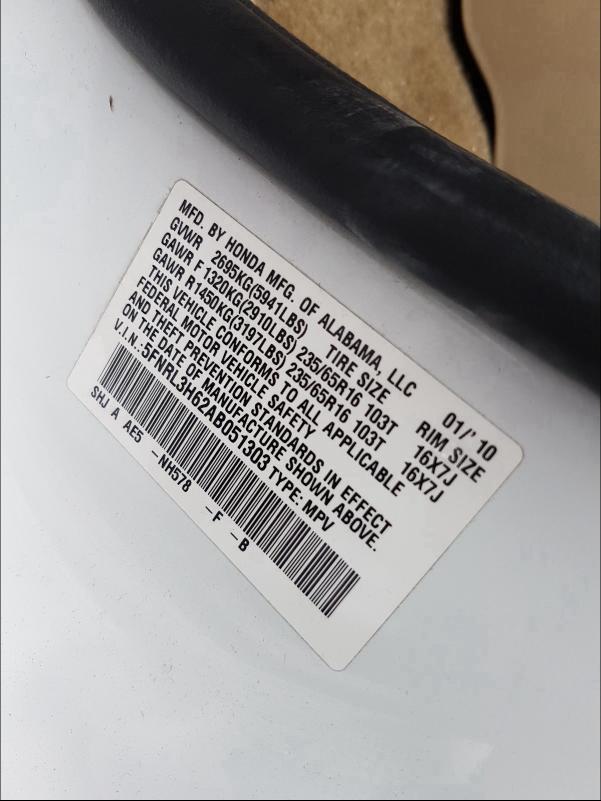 MFD. BY HONDA MFG. OF ALABAMA, LLC 01/'10
GVWR 2695KG(5941LBS) TIRE SIZE RIM SIZE
GAWR F 1320KG(2910LBS) 235/65R16 103T 16X7J
GAWR R1450KG(3197LBS) 235/65R16 103T 16X7J
THIS VEHICLE CONFORMS TO ALL APPLICABLE
FEDERAL MOTOR VEHICLE SAFETY
AND THEFT PREVENTION STANDARDS IN EFFECT
ON THE DATE OF MANUFACTURE SHOWN ABOVE.
V.I.N.:5FNRL3H62AB051303 TYPE: MPV
SHJ A AE5 -NH578 -F -B